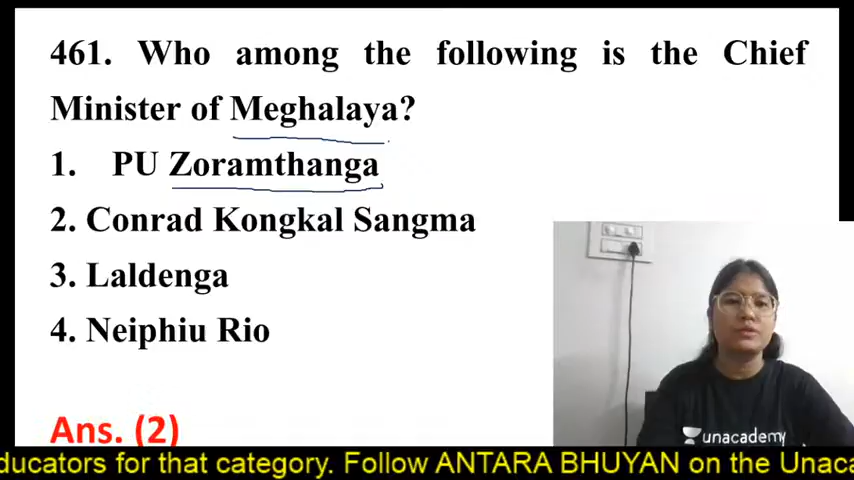 461. Who among the following is the Chief
Minister of Meghalaya?
1. PU Zoramthanga
2. Conrad Kongkal Sangma
3. Laldenga
4. Neiphiu Rio
Ans. (2)
unacademy
ducators for that category. Follow ANTARA BHUYAN on the Unaca